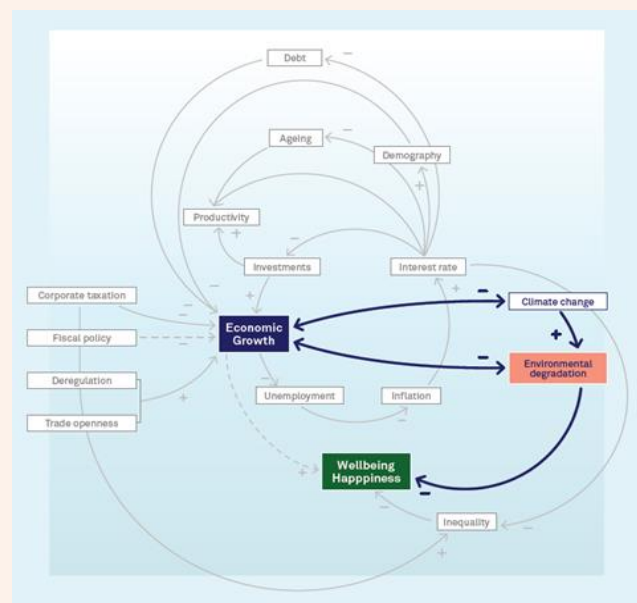 Debt
Ageing
Demography
Productivity
Investments
Interest rate
Corporate taxation
Climate change
Fiscal policy
Economic
Growth
Environmental
degradation
Deregulation
Unemployment
Inflation
Trade openness
Wellbeing
Happpiness
Inequality